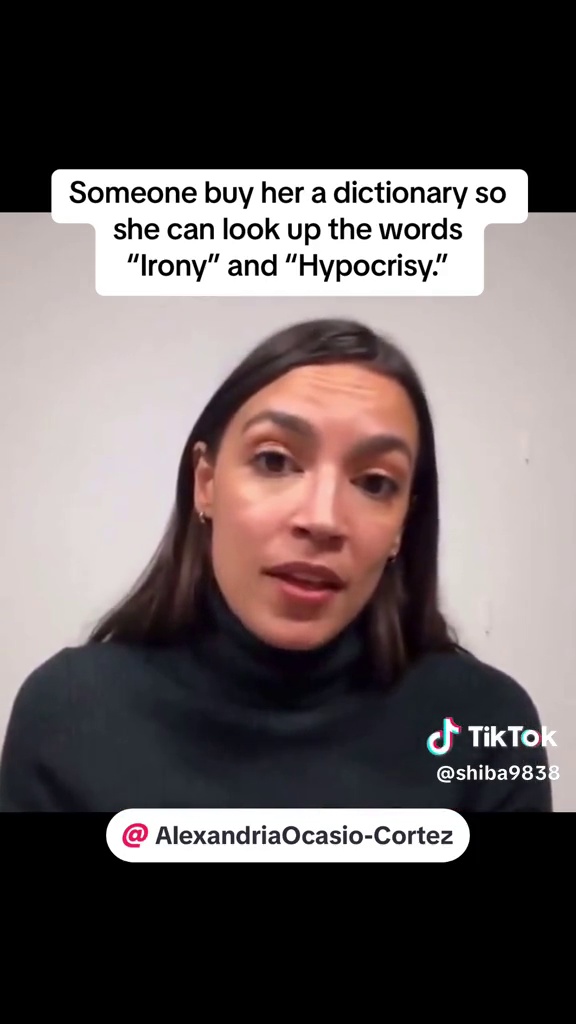 Someone buy her a dictionary so
she can look up the words
“Irony” and “Hypocrisy.”
TikTok
@shiba9838
@ AlexandriaOcasio-Cortez